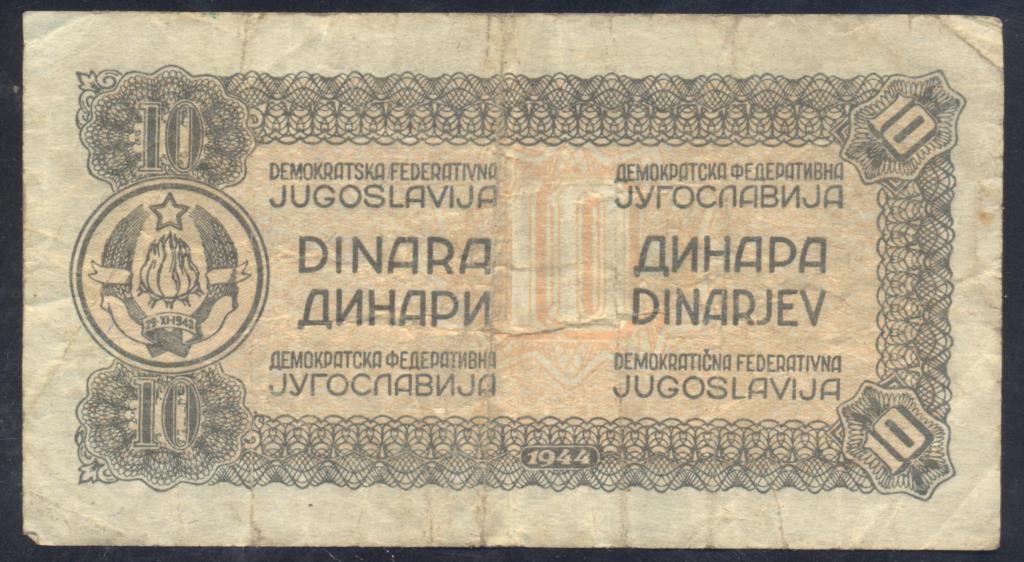 10
10
DEMOKRATSKA FEDERATIVNA
JUGOSLAVIJA
ДЕМОКРАТСКА ФЕДЕРАТИВНА
ЈУГОСЛАВИЈА
10
DINARA
ДИНАРА
ДИНАРИ
DINARJEV
29·XI·1943
ДЕМОКРАТСКА ФЕДЕРАТИВНА
ЈУГОСЛАВИЈА
DEMOKRATIČNA FEDERATIVNA
JUGOSLAVIJA
10
10
1944